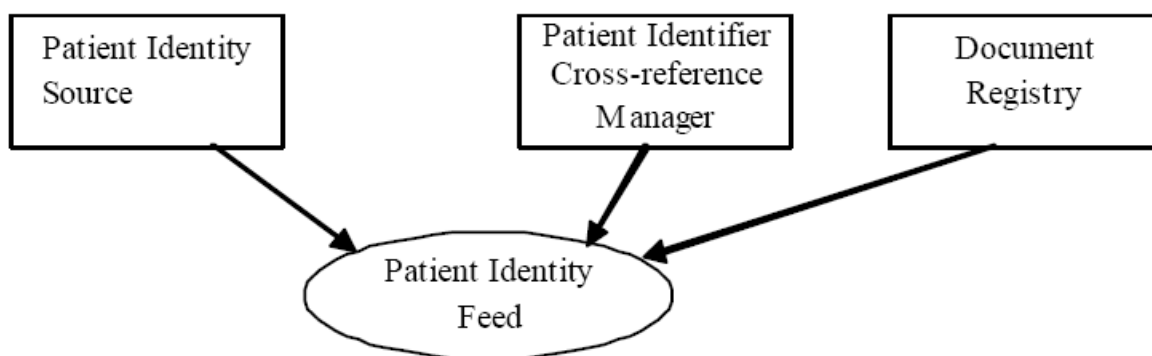 Patient Identity
Source
Patient Identifier
Cross-reference
Manager
Document
Registry
Patient Identity
Feed